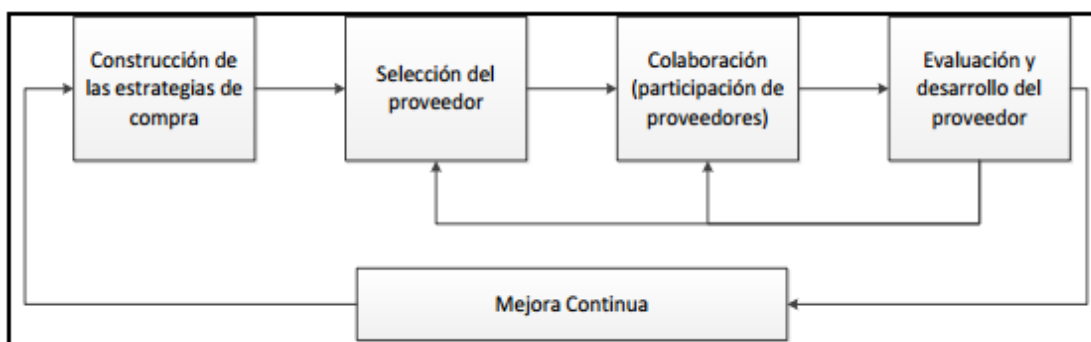 Construcción de
las estrategias de
compra
Selección del
proveedor
Colaboración
(participación de
proveedores)
Evaluación y
desarrollo del
proveedor
Mejora Continua